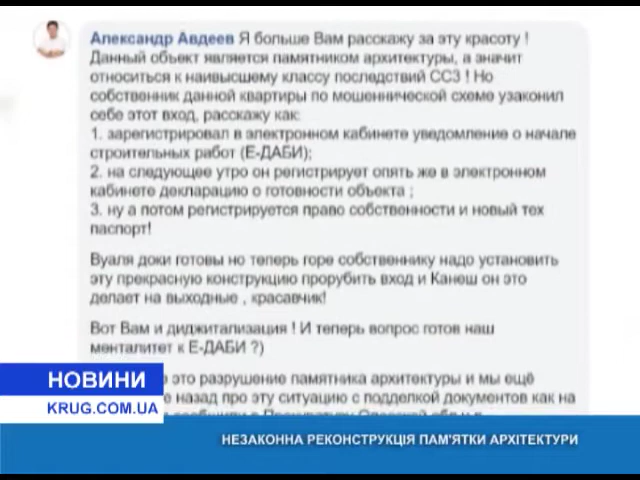 Александр Авдеев Я больше Вам расскажу за эту красоту !
Данный объект является памятником архитектуры, а значит
относиться к наивысшему классу последствий СС3 ! Но
собственник данной квартиры по мошеннической схеме узаконил
себе этот вход, расскажу как:
1. зарегистрировал в электронном кабинете уведомление о начале
строительных работ (Е-ДАБИ);
2. на следующее утро он регистрирует опять же в электронном
кабинете декларацию о готовности объекта ;
3. ну а потом регистрируется право собственности и новый тех
паспорт!
Вуаля доки готовы но теперь горе собственнику надо установить
эту прекрасную конструкцию прорубить вход и Канеш он это
делает на выходные , красавчик!
Вот Вам и диджитализация ! И теперь вопрос готов наш
менталитет к Е-ДАБИ ?)
это разрушение памятника архитектуры и мы ещё
назад про эту ситуацию с подделкой документов как на
НОВИНИ
KRUG.COM.UA
НЕЗАКОННА РЕКОНСТРУКЦІЯ ПАМ'ЯТКИ АРХІТЕКТУРИ